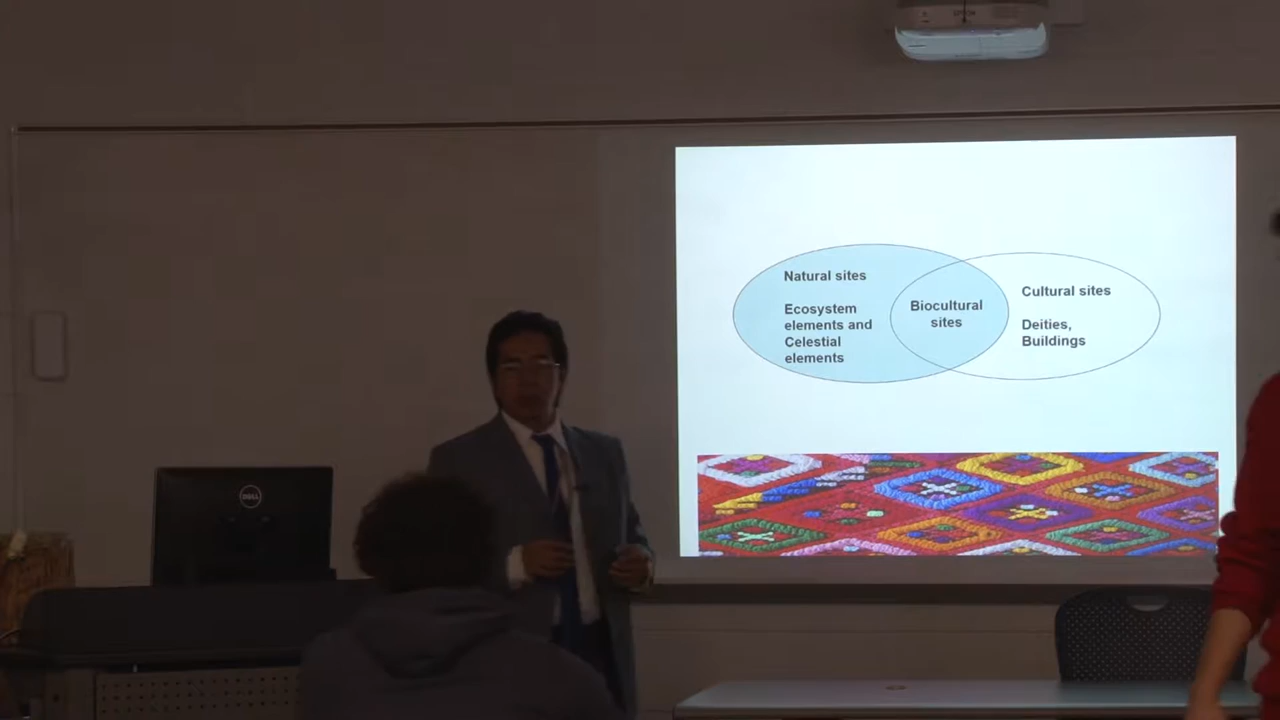 Natural sites
Ecosystem
elements and
Celestial
elements
Biocultural
sites
Cultural sites
Deities,
Buildings
DELL